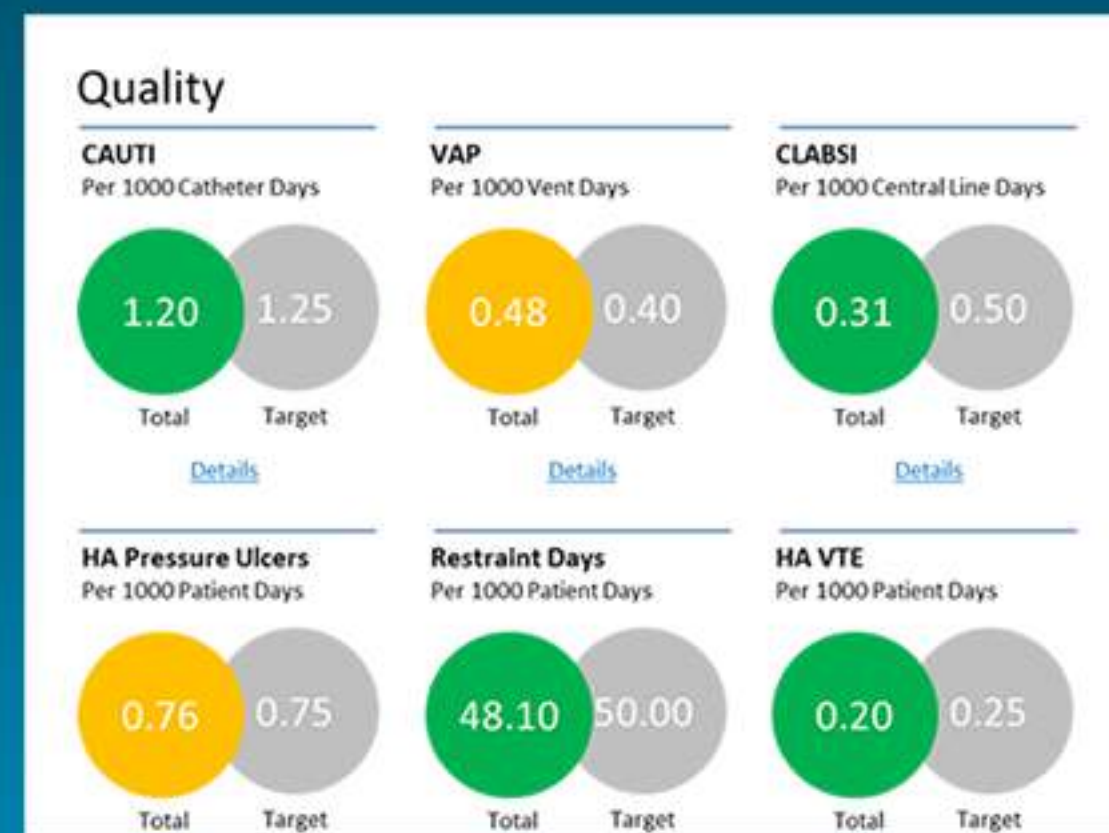 Quality
CAUTI
Per 1000 Catheter Days
1.20 1.25
Total Target
Details
VAP
Per 1000 Vent Days
0.48 0.40
Total Target
Details
CLABSI
Per 1000 Central Line Days
0.31 0.50
Total Target
Details
HA Pressure Ulcers
Per 1000 Patient Days
0.76 0.75
Total Target
Restraint Days
Per 1000 Patient Days
48.10 50.00
Total Target
HA VTE
Per 1000 Patient Days
0.20 0.25
Total Target